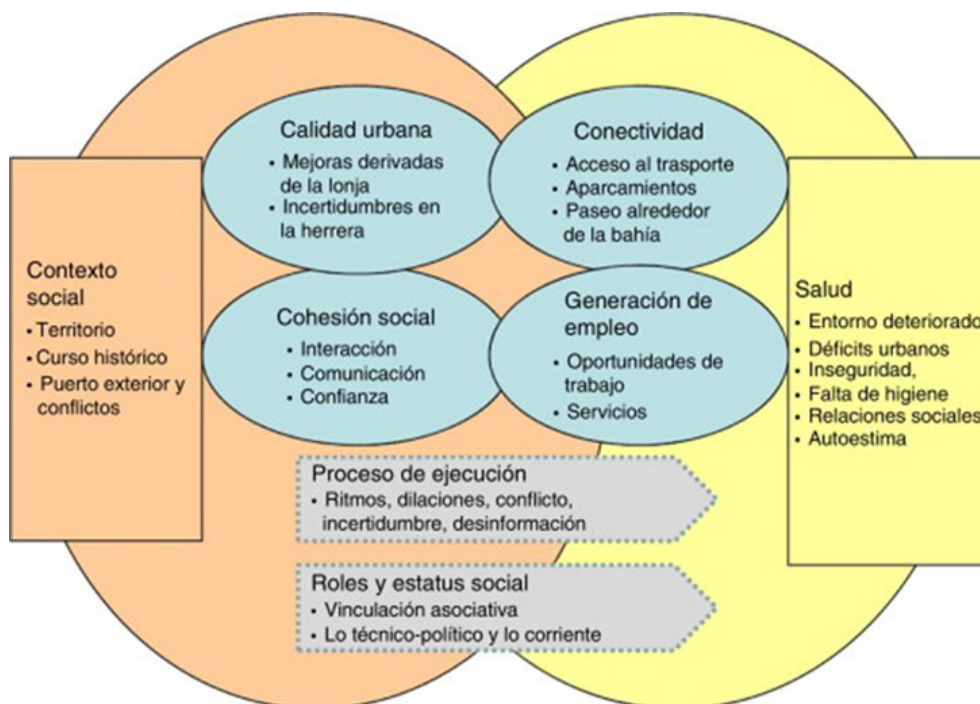 Calidad urbana
• Mejoras derivadas
de la lonja
• Incertidumbres en
la herrera
Conectividad
• Acceso al trasporte
• Aparcamientos
• Paseo alrededor
de la bahía
Contexto
social
• Territorio
• Curso histórico
• Puerto exterior y
conflictos
Cohesión social
• Interacción
• Comunicación
• Confianza
Generación de
empleo
• Oportunidades de
trabajo
• Servicios
Salud
• Entorno deteriorado
• Déficits urbanos
• Inseguridad,
• Falta de higiene
• Relaciones sociales
• Autoestima
Proceso de ejecución
• Ritmos, dilaciones, conflicto,
incertidumbre, desinformación
Roles y estatus social
• Vinculación asociativa
• Lo técnico-político y lo corriente